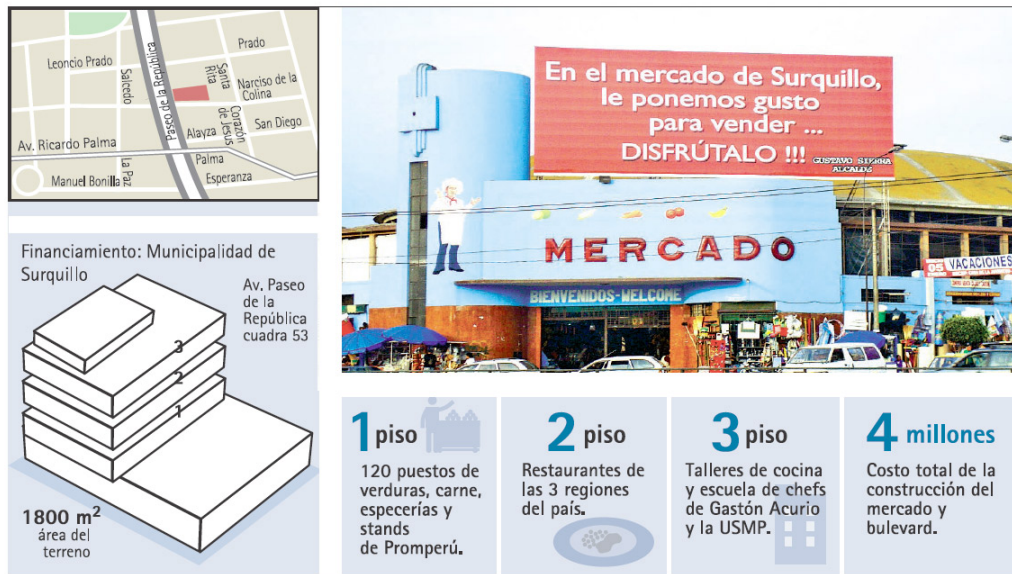 Prado
Leoncio Prado
Salcedo
Paseo de la República
Santa
Rita
Narciso de la
Colina
Corazón
de Jesus
San Diego
Alayza
Av. Ricardo Palma
Palma
La Paz
Manuel Bonilla
Esperanza
En el mercado de Surquillo,
le ponemos gusto
para vender ...
DISFRÚTALO !!!
GUSTAVO SIERRA
ALCALDE
MERCADO
BIENVENIDOS-WELCOME
05 VACACIONES
Financiamiento: Municipalidad de
Surquillo
Av. Paseo
de la
República
cuadra 53
3
2
1
1800 m²
área del
terreno
1 piso
120 puestos de
verduras, carne,
especerías y
stands
de Promperú.
2 piso
Restaurantes de
las 3 regiones
del país.
3 piso
Talleres de cocina
y escuela de chefs
de Gastón Acurio
y la USMP.
4 millones
Costo total de la
construcción del
mercado y
bulevard.